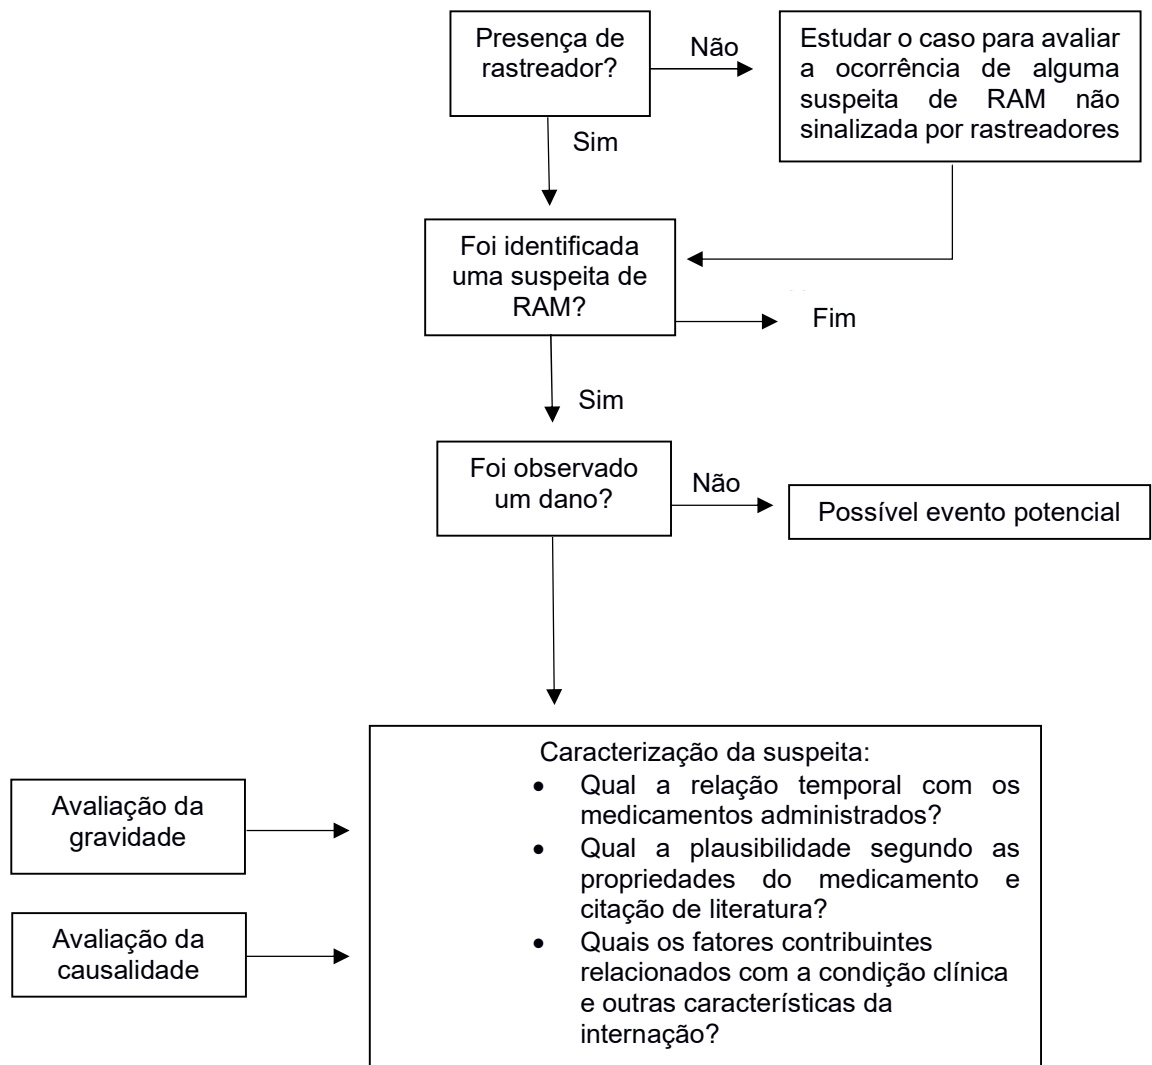 Presença de
rastreador?
Não
Estudar o caso para avaliar
a ocorrência de alguma
suspeita de RAM não
sinalizada por rastreadores
Sim
Foi identificada
uma suspeita de
RAM?
Fim
Sim
Foi observado
um dano?
Não
Possível evento potencial
Caracterização da suspeita:
• Qual a relação temporal com os
medicamentos administrados?
• Qual a plausibilidade segundo as
propriedades do medicamento e
citação de literatura?
• Quais os fatores contribuintes
relacionados com a condição clínica
e outras características da
internação?
Avaliação da
gravidade
Avaliação da
causalidade